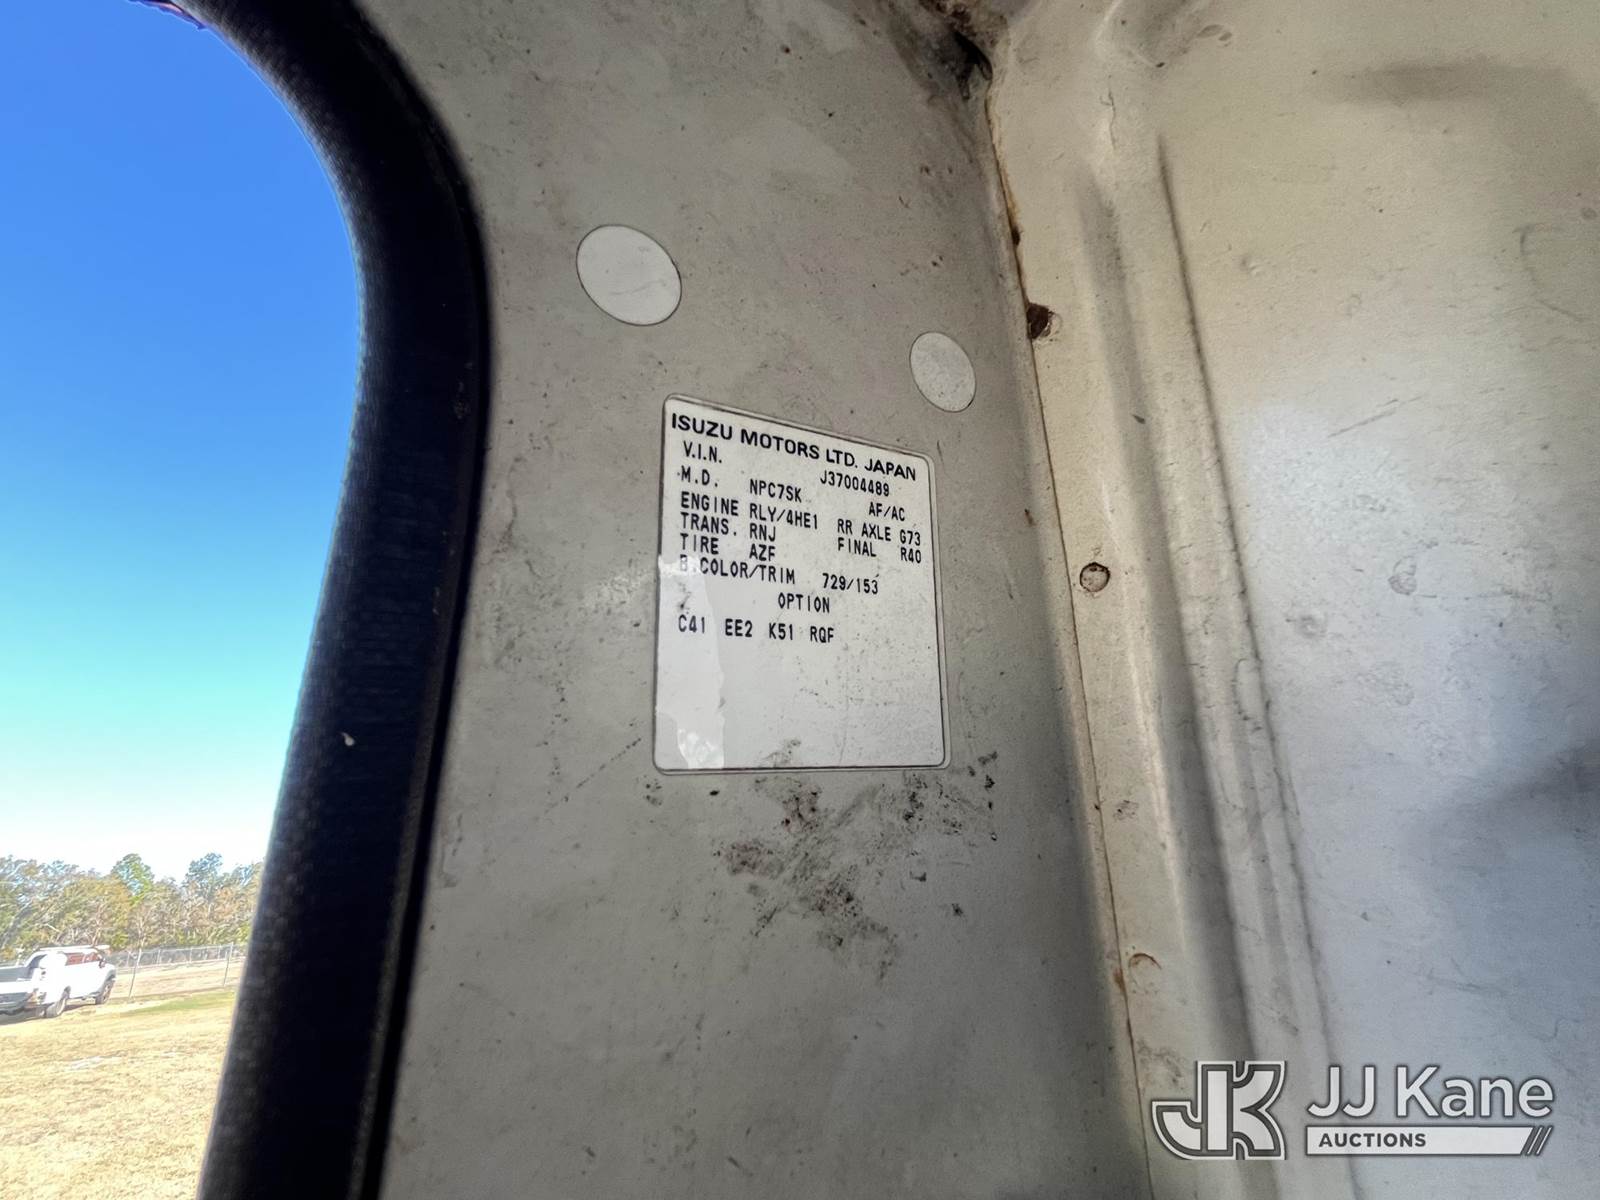 ISUZU MOTORS LTD. JAPAN
V.I.N. J37004489
M.D. NPC7SK AF/AC
ENGINE RLY/4HE1 RR AXLE G73
TRANS. RNJ FINAL R40
TIRE AZF
B.COLOR/TRIM 729/153
OPTION
C41 EE2 K51 RQF
JK JJ Kane
AUCTIONS